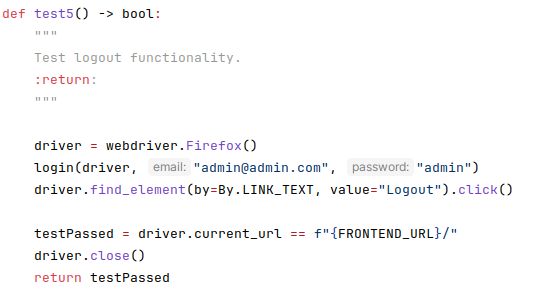 def test5() -> bool:
    """
    Test logout functionality.
    :return:
    """
    driver = webdriver.Firefox()
    login(driver, email: "admin@admin.com", password: "admin")
    driver.find_element(by=By.LINK_TEXT, value="Logout").click()
    testPassed = driver.current_url == f"{FRONTEND_URL}/"
    driver.close()
    return testPassed